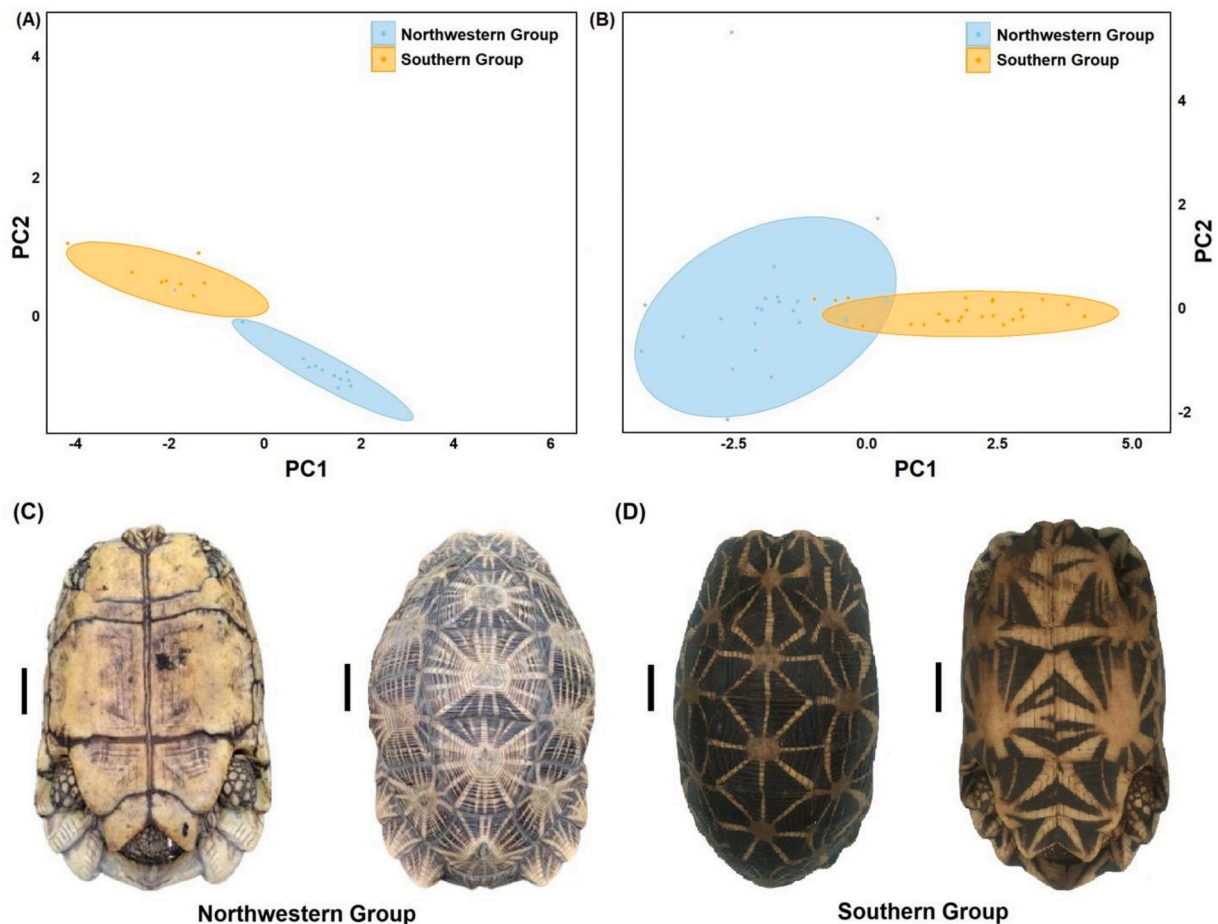 (A)
Northwestern Group
Southern Group
4
2
0
PC2
-4
-2
0
2
4
6
PC1
(B)
Northwestern Group
Southern Group
4
2
0
-2
PC2
-2.5
0.0
2.5
5.0
PC1
(C)
(D)
Northwestern Group
Southern Group